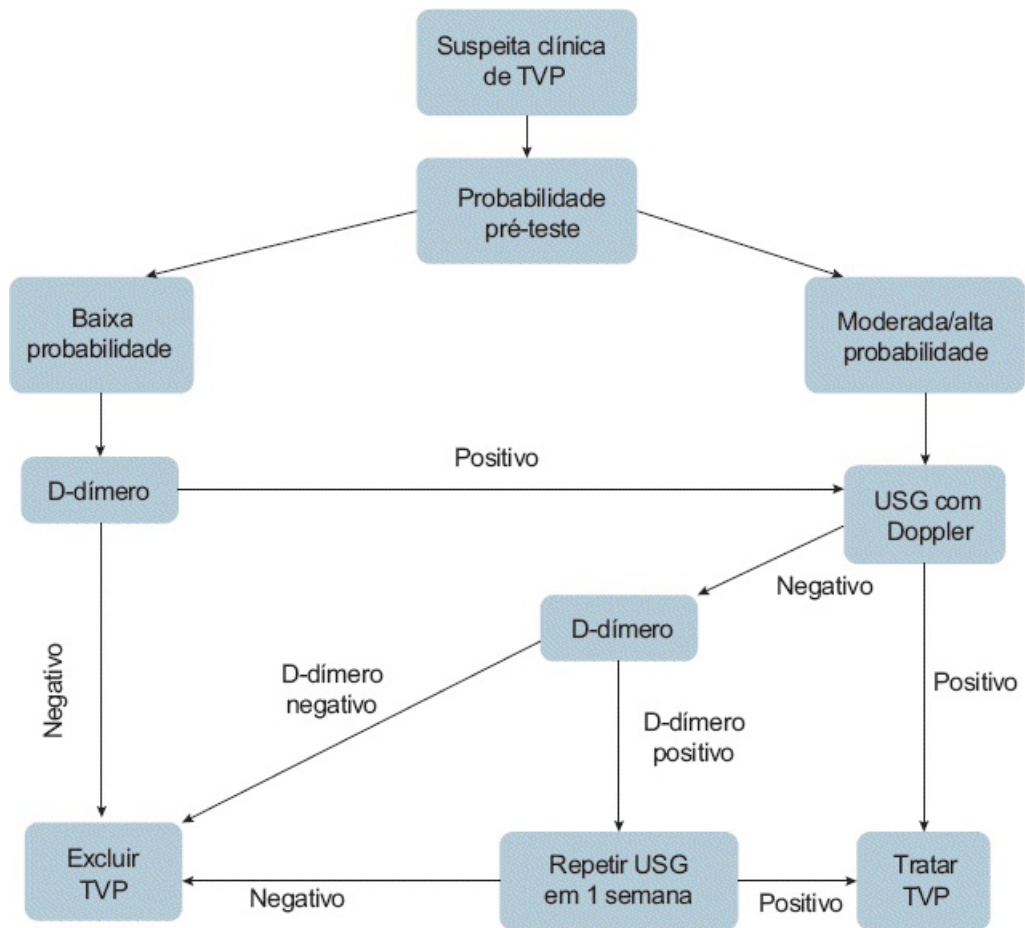 Suspeita clínica
de TVP
Probabilidade
pré-teste
Baixa
probabilidade
Moderada/alta
probabilidade
D-dímero
Positivo
USG com
Doppler
Negativo
D-dímero
Negativo
D-dímero
negativo
D-dímero
positivo
Positivo
Excluir
TVP
Negativo
Repetir USG
em 1 semana
Positivo
Tratar
TVP